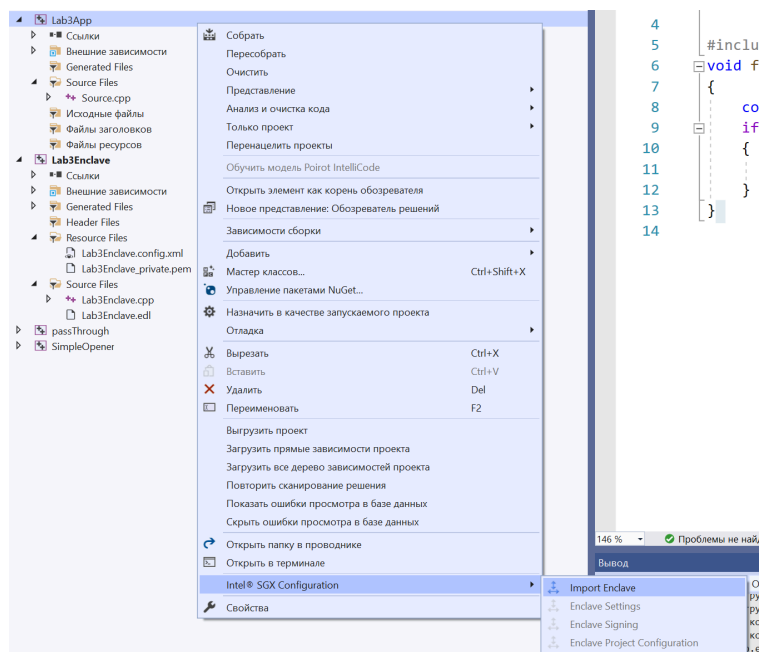 Lab3App
Ссылки
Внешние зависимости
Generated Files
Source Files
Source.cpp
Исходные файлы
Файлы заголовков
Файлы ресурсов
Lab3Enclave
Ссылки
Внешние зависимости
Generated Files
Header Files
Resource Files
Lab3Enclave.config.xml
Lab3Enclave_private.pem
Source Files
Lab3Enclave.cpp
Lab3Enclave.edl
passThrough
SimpleOpener
Собрать
Пересобрать
Очистить
Представление
Анализ и очистка кода
Только проект
Перенацелить проекты
Обучить модель Poirot IntelliCode
Открыть элемент как корень обозревателя
Новое представление: Обозреватель решений
Зависимости сборки
Добавить
Мастер классов... Ctrl+Shift+X
Управление пакетами NuGet...
Назначить в качестве запускаемого проекта
Отладка
Вырезать Ctrl+X
Вставить Ctrl+V
Удалить Del
Переименовать F2
Выгрузить проект
Загрузить прямые зависимости проекта
Загрузить все дерево зависимостей проекта
Повторить сканирование решения
Показать ошибки просмотра в базе данных
Скрыть ошибки просмотра в базе данных
Открыть папку в проводнике
Открыть в терминале
Intel® SGX Configuration
Свойства
Import Enclave
Enclave Settings
Enclave Signing
Enclave Project Configuration
4
5 #inclu
6 void f
7 {
8 co
9 if
10 {
11
12 }
13 }
14
146 % Проблемы не най
Вывод